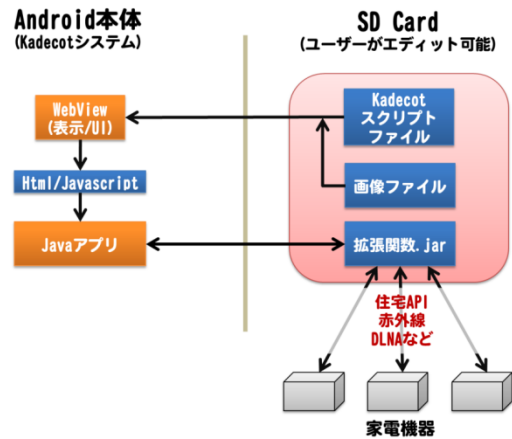 Android本体
(Kadecotシステム)
SD Card
(ユーザーがエディット可能)
WebView
(表示/UI)
Html/Javascript
Javaアプリ
Kadecot
スクリプト
ファイル
画像ファイル
拡張関数.jar
住宅API
赤外線
DLNAなど
家電機器